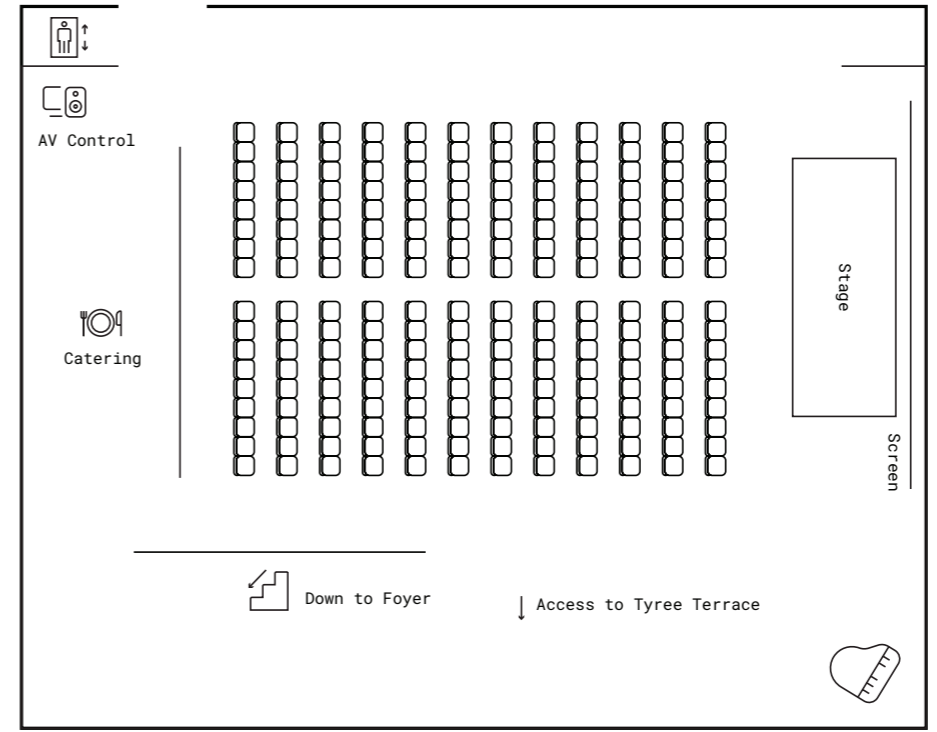 AV Control
Stage
Catering
Screen
Down to Foyer
Access to Tyree Terrace